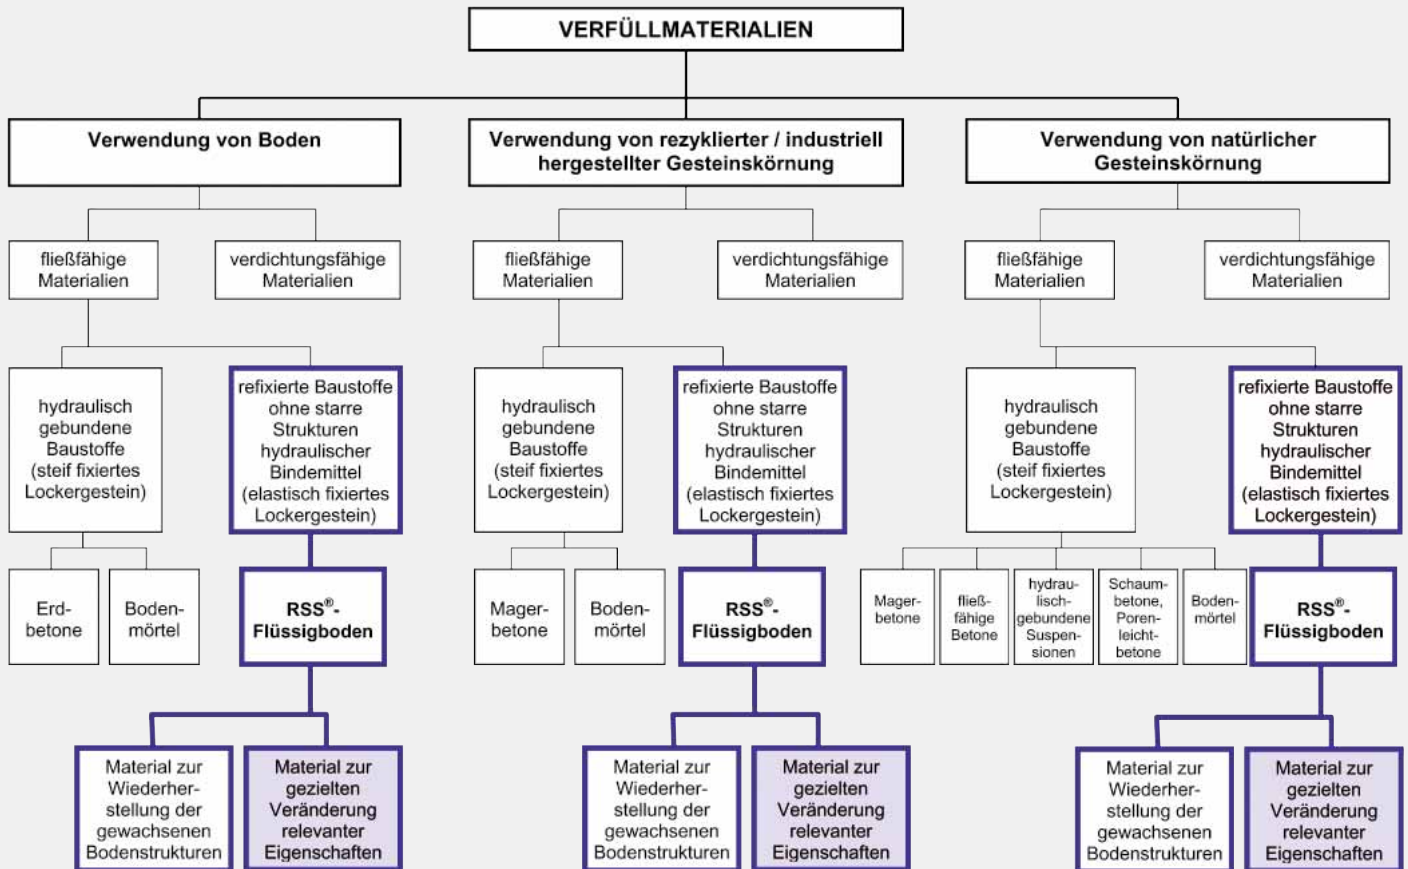 VERFÜLLMATERIALIEN
Verwendung von Boden
Verwendung von rezyklierter / industriell
hergestellter Gesteinskörnung
Verwendung von natürlicher
Gesteinskörnung
fließfähige
Materialien
verdichtungsfähige
Materialien
fließfähige
Materialien
verdichtungsfähige
Materialien
fließfähige
Materialien
verdichtungsfähige
Materialien
hydraulisch
gebundene
Baustoffe
(steif fixiertes
Lockergestein)
refixierte Baustoffe
ohne starre
Strukturen
hydraulischer
Bindemittel
(elastisch fixiertes
Lockergestein)
hydraulisch
gebundene
Baustoffe
(steif fixiertes
Lockergestein)
refixierte Baustoffe
ohne starre
Strukturen
hydraulischer
Bindemittel
(elastisch fixiertes
Lockergestein)
hydraulisch
gebundene
Baustoffe
(steif fixiertes
Lockergestein)
refixierte Baustoffe
ohne starre
Strukturen
hydraulischer
Bindemittel
(elastisch fixiertes
Lockergestein)
Erd-
betone
Boden-
mörtel
RSS®-
Flüssigboden
Mager-
betone
Boden-
mörtel
RSS®-
Flüssigboden
Mager-
betone
fließ-
fähige
Betone
hydrau-
lisch-
gebundene
Suspen-
sionen
Schaum-
betone,
Poren-
leicht-
betone
Boden-
mörtel
RSS®-
Flüssigboden
Material zur
Wiederher-
stellung der
gewachsenen
Bodenstrukturen
Material zur
gezielten
Veränderung
relevanter
Eigenschaften
Material zur
Wiederher-
stellung der
gewachsenen
Bodenstrukturen
Material zur
gezielten
Veränderung
relevanter
Eigenschaften
Material zur
Wiederher-
stellung der
gewachsenen
Bodenstrukturen
Material zur
gezielten
Veränderung
relevanter
Eigenschaften